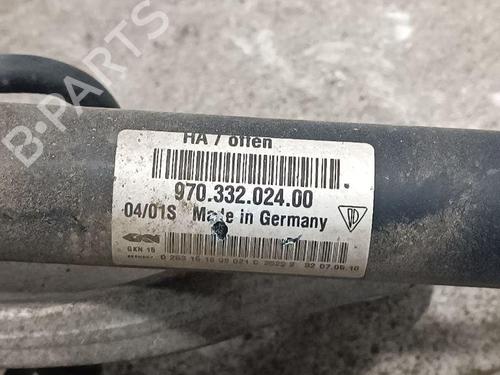 B-PARTS
HA / offen
970.332.024.00
04/01S Made in Germany
GKN 15